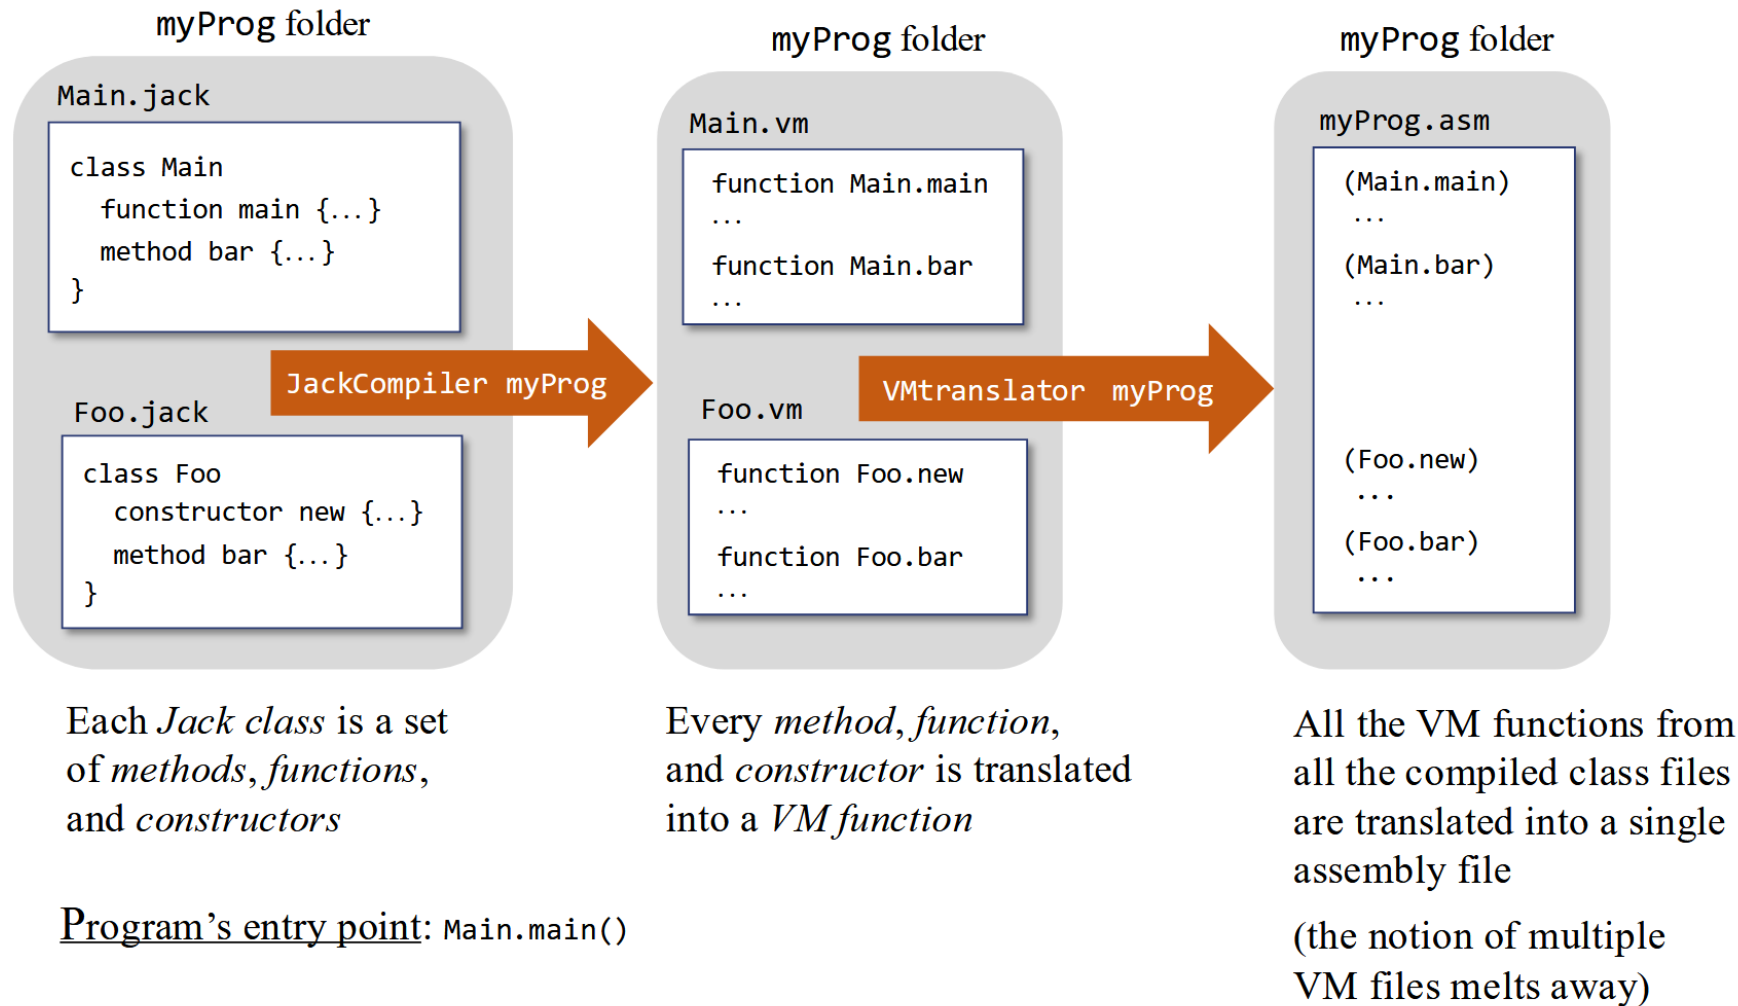 myProg folder
Main.jack
class Main
function main {...}
method bar {...}
}
Foo.jack
class Foo
constructor new {...}
method bar {...}
}
JackCompiler myProg
Each Jack class is a set
of methods, functions,
and constructors
Program’s entry point: Main.main()
myProg folder
Main.vm
function Main.main
...
function Main.bar
...
Foo.vm
function Foo.new
...
function Foo.bar
...
VMtranslator myProg
Every method, function,
and constructor is translated
into a VM function
myProg folder
myProg.asm
(Main.main)
...
(Main.bar)
...
(Foo.new)
...
(Foo.bar)
...
All the VM functions from
all the compiled class files
are translated into a single
assembly file
(the notion of multiple
VM files melts away)